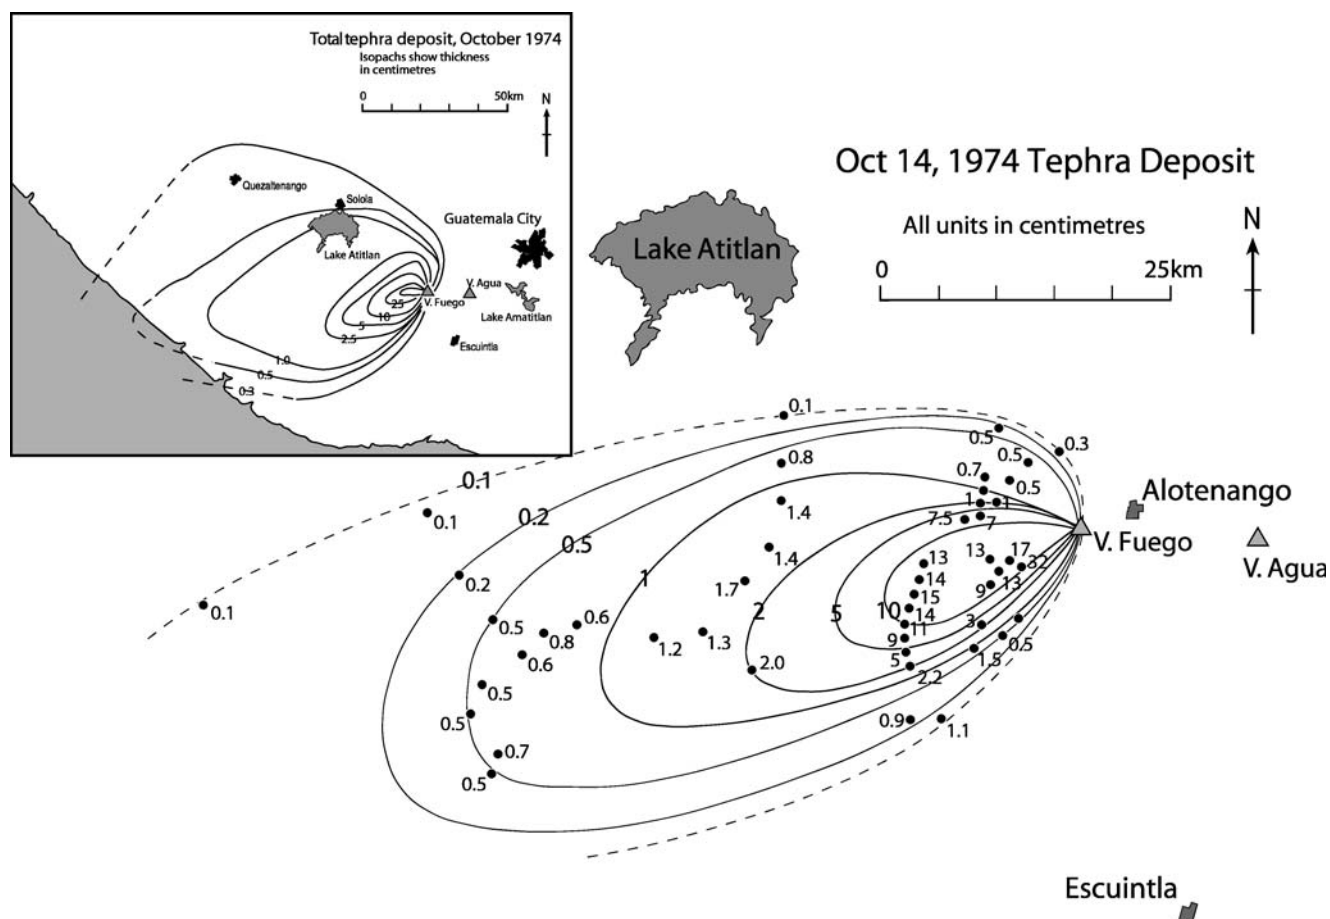 Total tephra deposit, October 1974
Isopachs show thickness
in centimetres
0 50km
N
Quezaltenango
Solola
Guatemala City
Lake Atitlan
V. Agua
25
V. Fuego
10
Lake Amatitlan
5
2.5
Escuintla
1.0
0.5
0.3
Oct 14, 1974 Tephra Deposit
All units in centimetres
N
Lake Atitlan
0 25km
0.1
0.5
0.3
0.8
0.5
0.1
0.7
0.5
Alotenango
1.4
1
1
0.1
0.2
7.5
7
V. Fuego
0.5
V. Agua
1.4
13
13
17
32
0.2
1
1.7
14
9
13
0.1
15
0.5
0.6
2
5
10
14
0.8
1.2
1.3
11
3
9
0.5
0.6
2.0
5
1.5
2.2
0.5
0.5
0.9
1.1
0.7
0.5
Escuintla